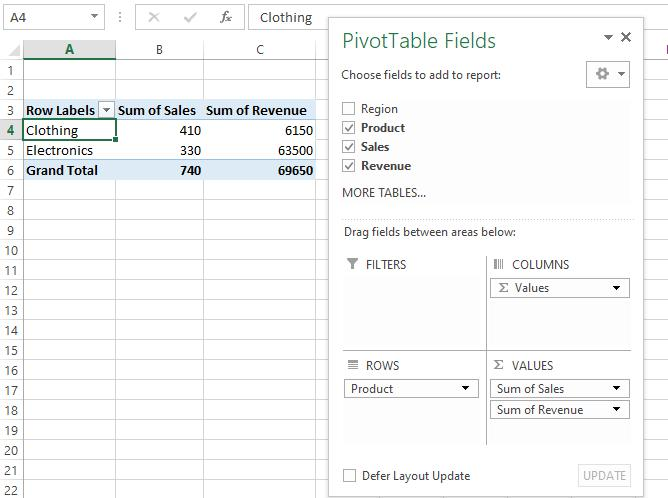 A4
fx
Clothing
A B C
1
2
3 Row Labels Sum of Sales Sum of Revenue
4 Clothing 410 6150
5 Electronics 330 63500
6 Grand Total 740 69650
7
8
9
10
11
12
13
14
15
16
17
18
19
20
21
22
PivotTable Fields
Choose fields to add to report:
Region
Product
Sales
Revenue
MORE TABLES...
Drag fields between areas below:
FILTERS
COLUMNS
Σ Values
ROWS
Product
Σ VALUES
Sum of Sales
Sum of Revenue
Defer Layout Update
UPDATE